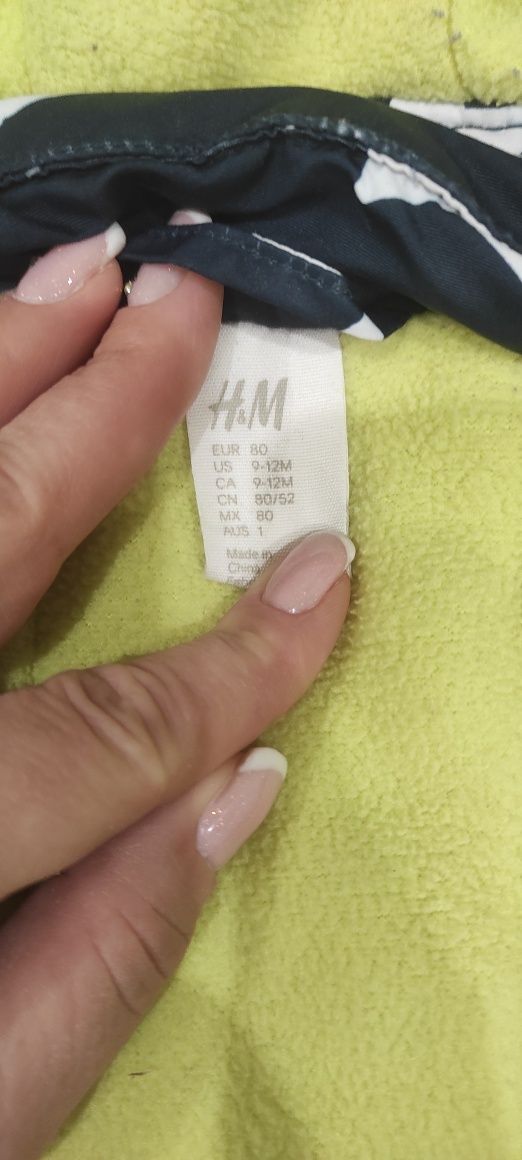 H&M
EUR 80
US 9-12M
CA 9-12M
CN 80/52
MX 80
AUS 1
Made in
China